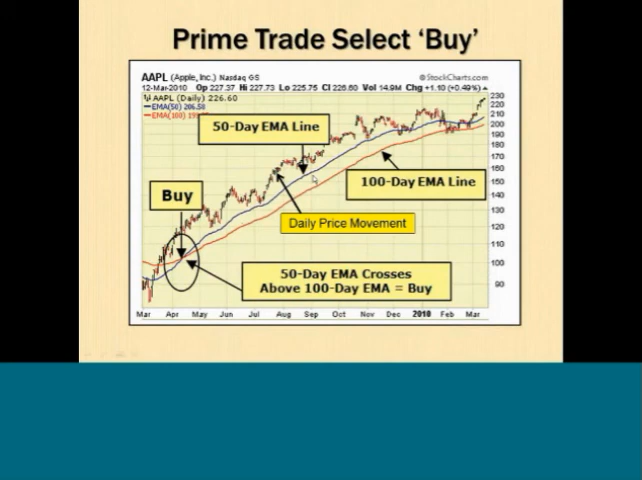 Prime Trade Select ‘Buy’
AAPL (Apple, Inc.) Nasdaq GS
© StockCharts.com
12-Mar-2010 Op 227.37 Hi 227.73 Lo 225.75 Cl 226.60 Vol 14.9M Chg +1.10 (+0.49%)
AAPL (Daily) 226.60
EMA(50) 206.50
EMA(100)
50-Day EMA Line
100-Day EMA Line
Buy
Daily Price Movement
50-Day EMA Crosses
Above 100-Day EMA = Buy
230
220
210
200
190
180
170
160
150
140
130
120
110
100
90
Mar Apr May Jun Jul Aug Sep Oct Nov Dec 2010 Feb Mar